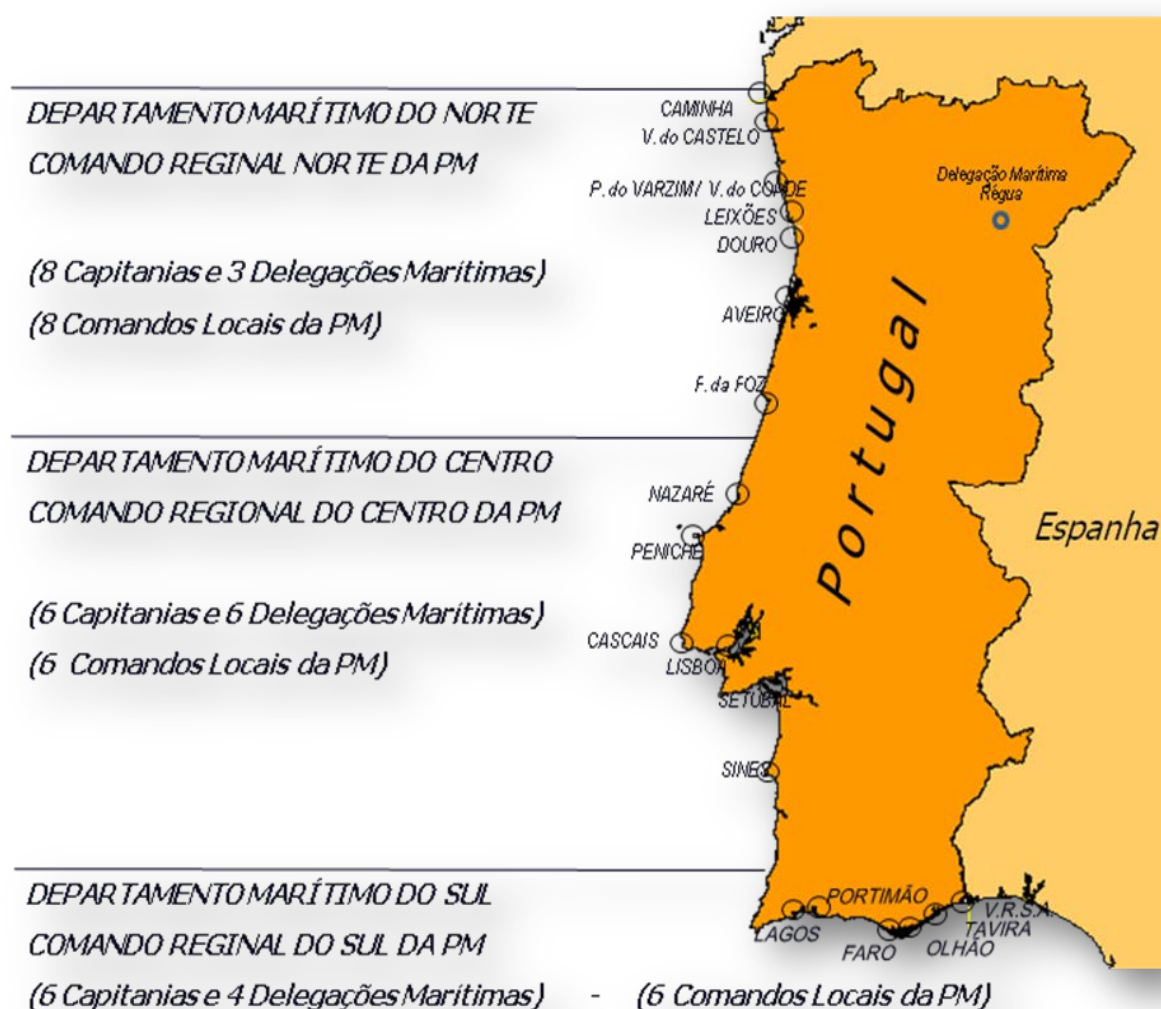 DEPARTAMENTO MARÍTIMO DO NORTE
COMANDO REGINAL NORTE DA PM
(8 Capitanias e 3 Delegações Marítimas)
(8 Comandos Locais da PM)
CAMINHA
V. do CASTELO
P. do VARZIM/ V. do CONDE
LEIXÕES
DOURO
AVEIRO
F. da FOZ
Delegação Marítima
Régua
DEPARTAMENTO MARÍTIMO DO CENTRO
COMANDO REGIONAL DO CENTRO DA PM
(6 Capitanias e 6 Delegações Marítimas)
(6 Comandos Locais da PM)
NAZARÉ
PENICHE
CASCAIS
LISBOA
SETÚBAL
SINES
Portugal
Espanha
DEPARTAMENTO MARÍTIMO DO SUL
COMANDO REGINAL DO SUL DA PM
(6 Capitanias e 4 Delegações Marítimas) - (6 Comandos Locais da PM)
LAGOS
PORTIMÃO
FARO
OLHÃO
TAVIRA
V.R.S.A.